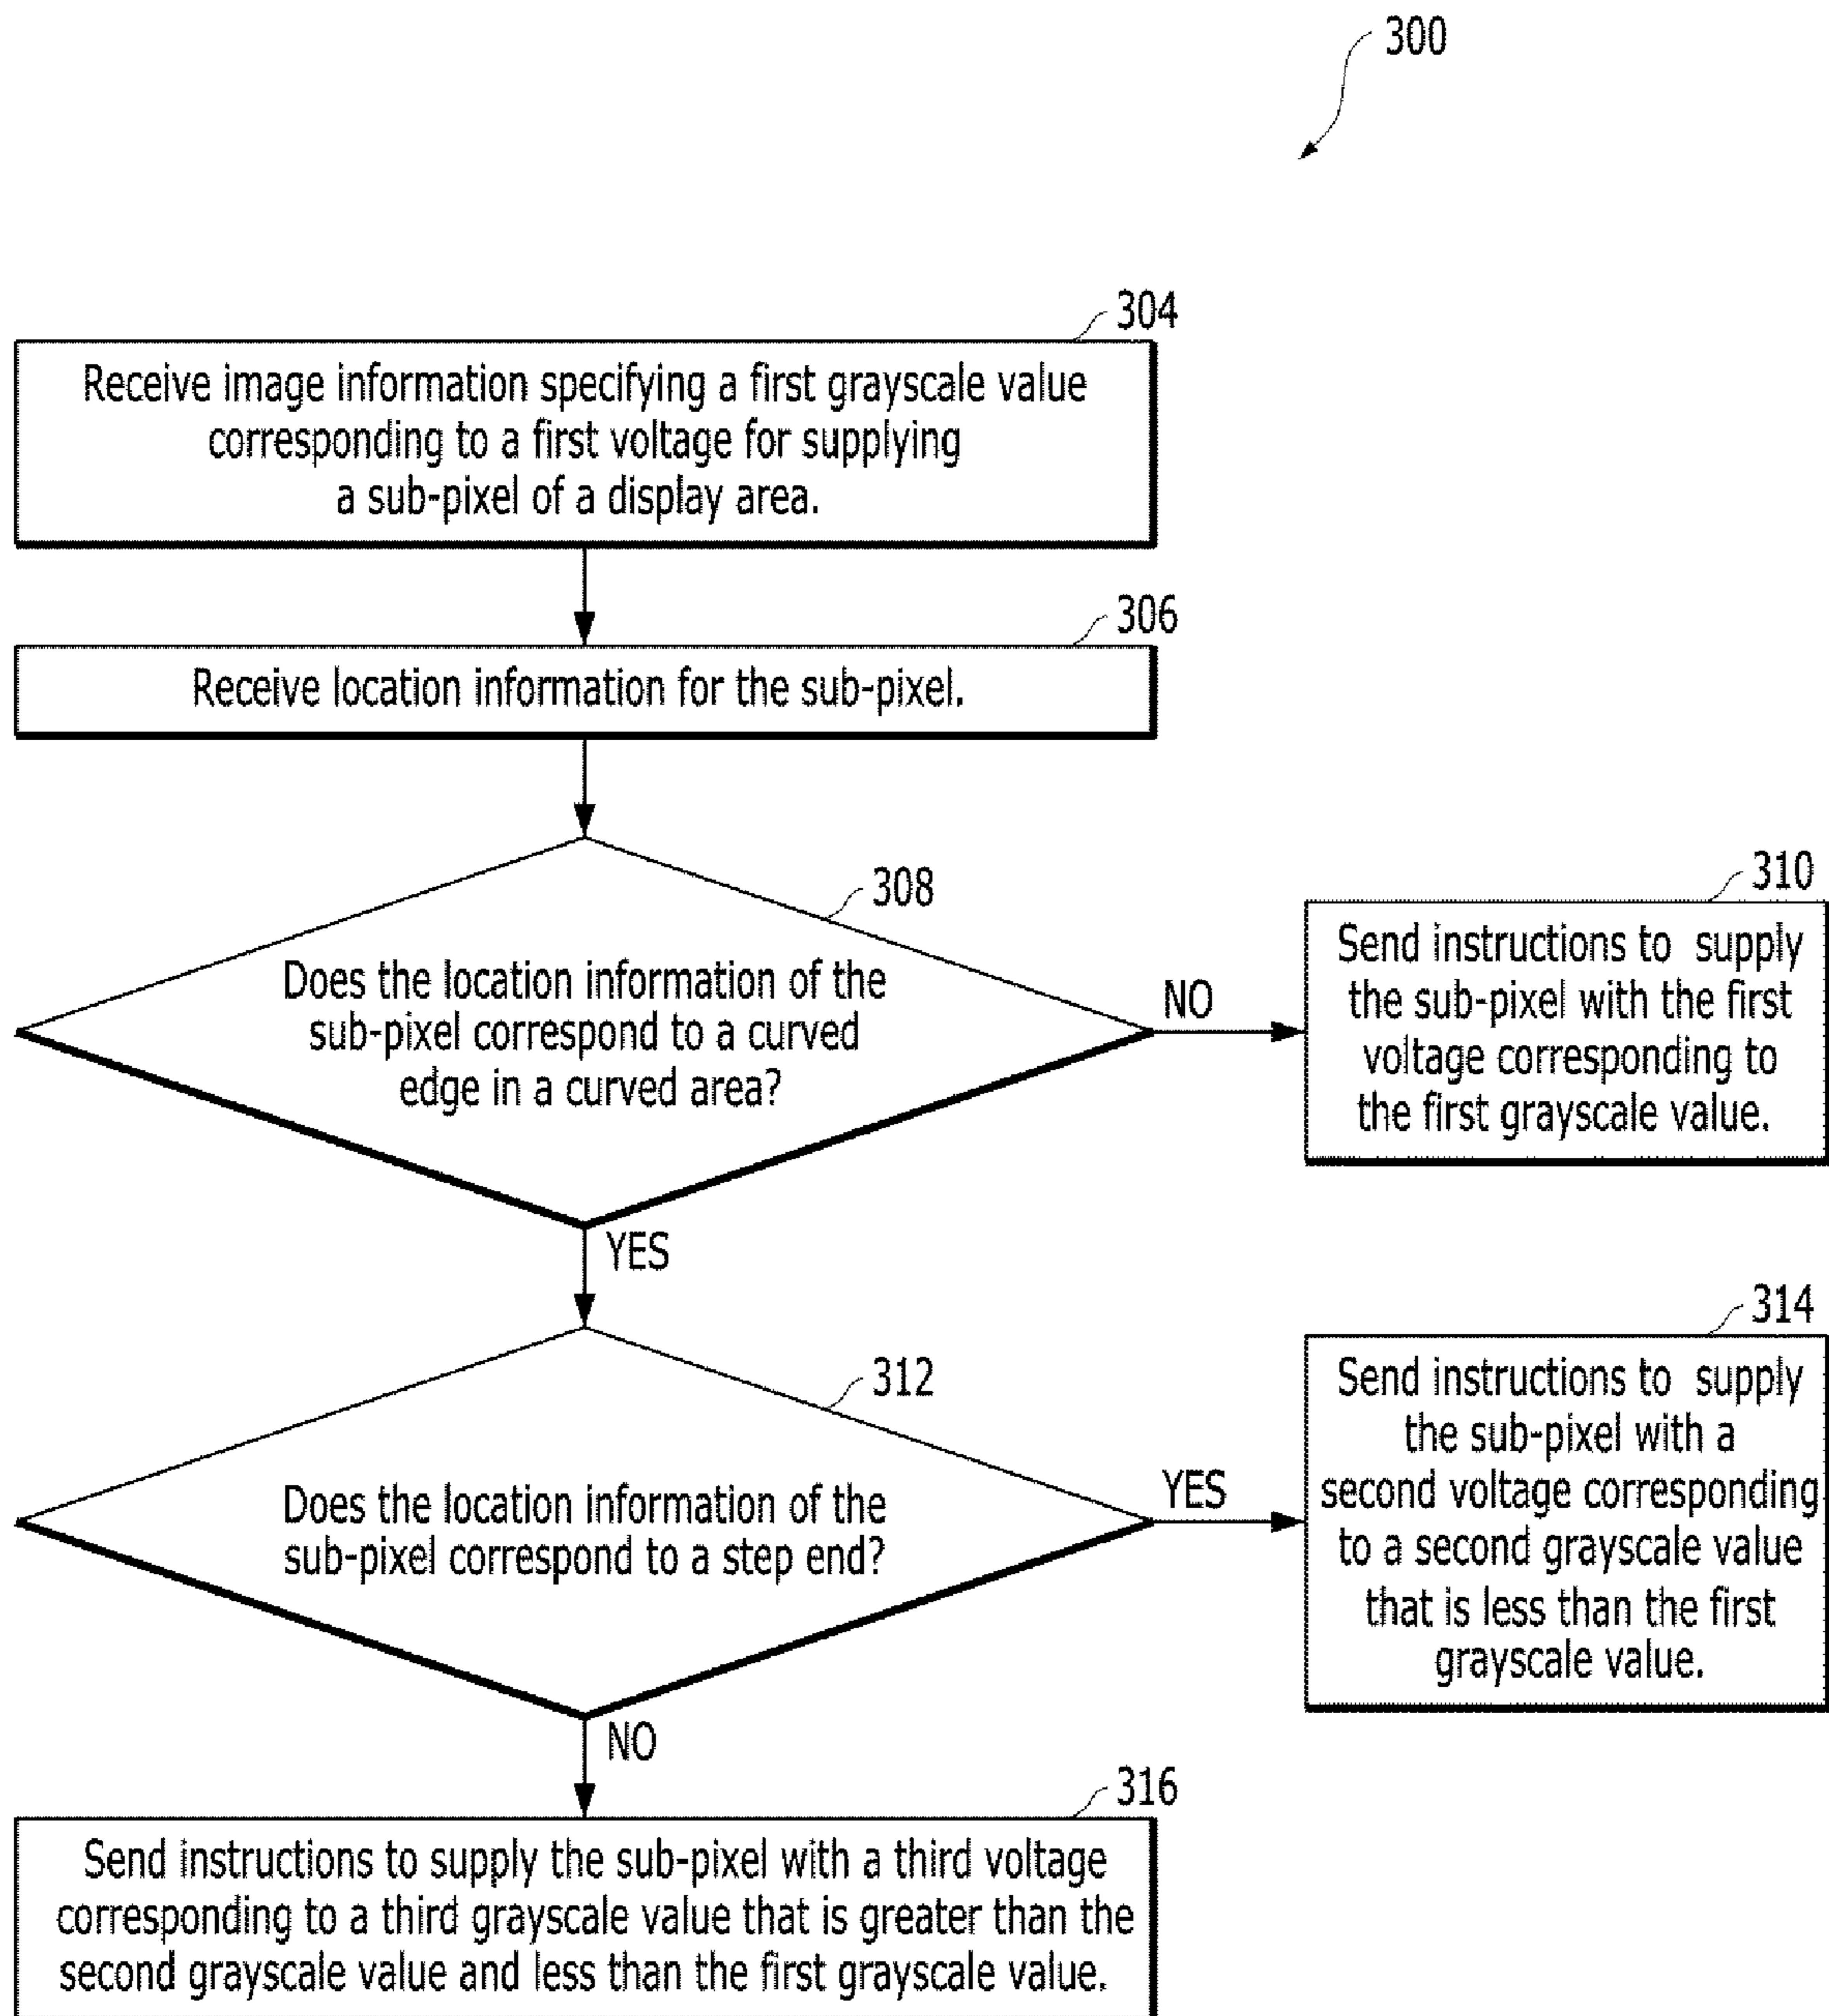 300
304
Receive image information specifying a first grayscale value
corresponding to a first voltage for supplying
a sub-pixel of a display area.
306
Receive location information for the sub-pixel.
308
Does the location information of the
sub-pixel correspond to a curved
edge in a curved area?
NO
310
Send instructions to supply
the sub-pixel with the first
voltage corresponding to
the first grayscale value.
YES
312
Does the location information of the
sub-pixel correspond to a step end?
YES
314
Send instructions to supply
the sub-pixel with a
second voltage corresponding
to a second grayscale value
that is less than the first
grayscale value.
NO
316
Send instructions to supply the sub-pixel with a third voltage
corresponding to a third grayscale value that is greater than the
second grayscale value and less than the first grayscale value.